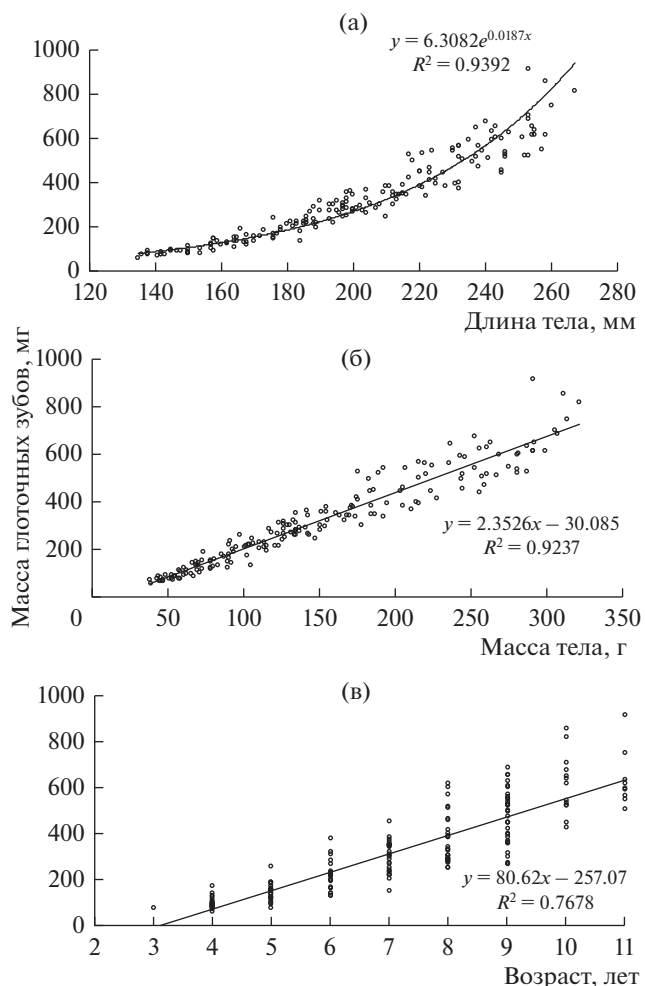 (а)
y = 6.3082e^0.0187x
R² = 0.9392
1000
800
600
400
200
0
120 140 160 180 200 220 240 260 280
Длина тела, мм
Масса глоточных зубов, мг
(б)
1000
800
600
400
200
0
y = 2.3526x – 30.085
R² = 0.9237
50 100 150 200 250 300 350
Масса тела, г
(в)
1000
800
600
400
200
0
y = 80.62x – 257.07
R² = 0.7678
2 3 4 5 6 7 8 9 10 11
Возраст, лет